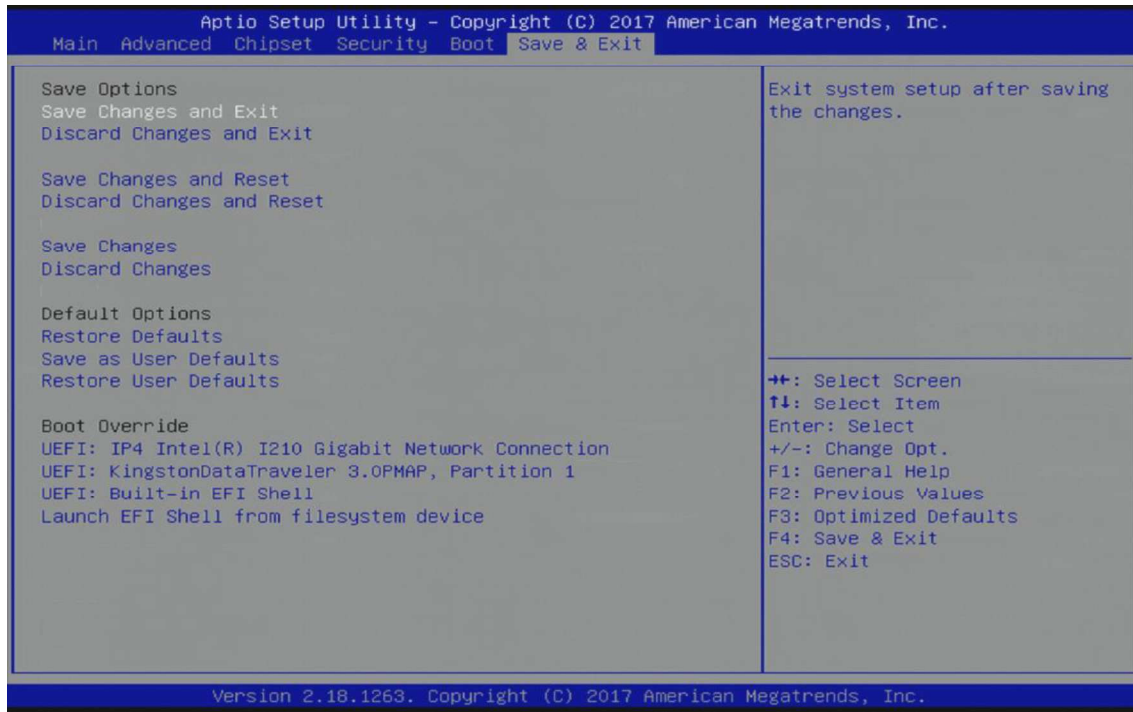 Aptio Setup Utility – Copyright (C) 2017 American Megatrends, Inc.
Main Advanced Chipset Security Boot Save & Exit
Save Options
Save Changes and Exit
Discard Changes and Exit
Save Changes and Reset
Discard Changes and Reset
Save Changes
Discard Changes
Default Options
Restore Defaults
Save as User Defaults
Restore User Defaults
Boot Override
UEFI: IP4 Intel(R) I210 Gigabit Network Connection
UEFI: KingstonDataTraveler 3.0PMAP, Partition 1
UEFI: Built-in EFI Shell
Launch EFI Shell from filesystem device
Exit system setup after saving
the changes.
→←: Select Screen
↑↓: Select Item
Enter: Select
+/-: Change Opt.
F1: General Help
F2: Previous Values
F3: Optimized Defaults
F4: Save & Exit
ESC: Exit
Version 2.18.1263. Copyright (C) 2017 American Megatrends, Inc.